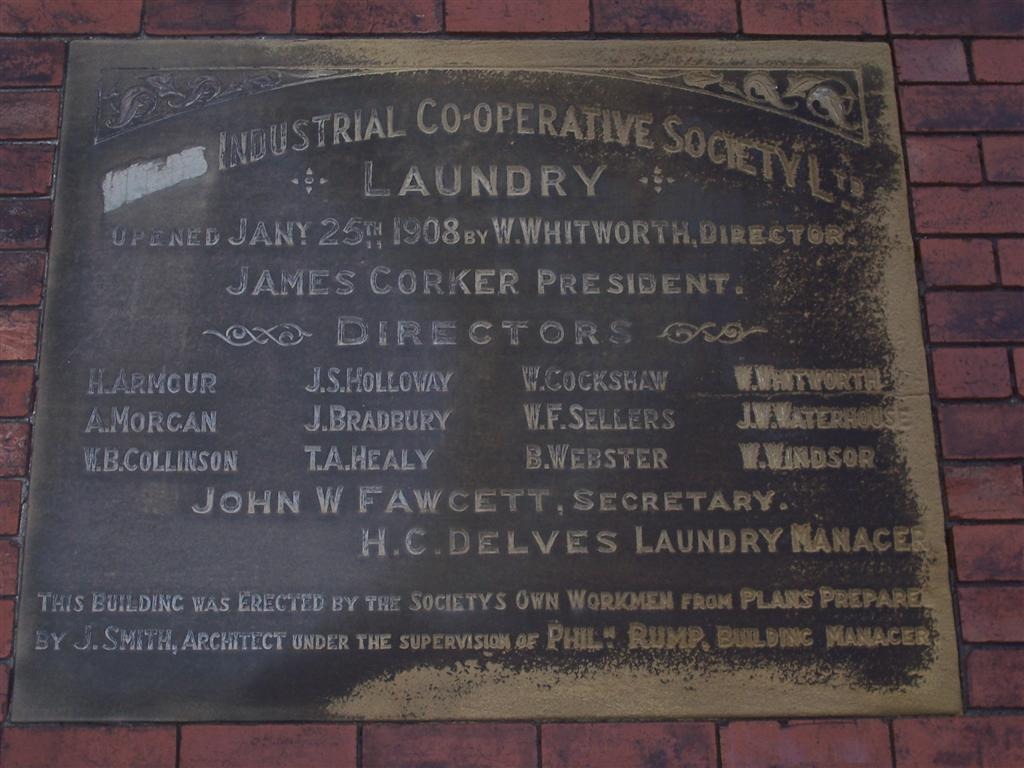 INDUSTRIAL CO-OPERATIVE SOCIETY LTD
LAUNDRY
OPENED JANY 25TH, 1908 BY W. WHITWORTH, DIRECTOR.
JAMES CORKER PRESIDENT.
DIRECTORS
H. ARMOUR J.S. HOLLOWAY W. COCKSHAW W. WHITWORTH
A. MORGAN J. BRADBURY W.F. SELLERS J.W. WATERHOUSE
W.B. COLLINSON T.A. HEALY B. WEBSTER W. WINDSOR
JOHN W FAWCETT, SECRETARY.
H.C. DELVES LAUNDRY MANAGER
THIS BUILDING WAS ERECTED BY THE SOCIETYS OWN WORKMEN FROM PLANS PREPARED
BY J. SMITH, ARCHITECT UNDER THE SUPERVISION OF PHILP RUMP, BUILDING MANAGER